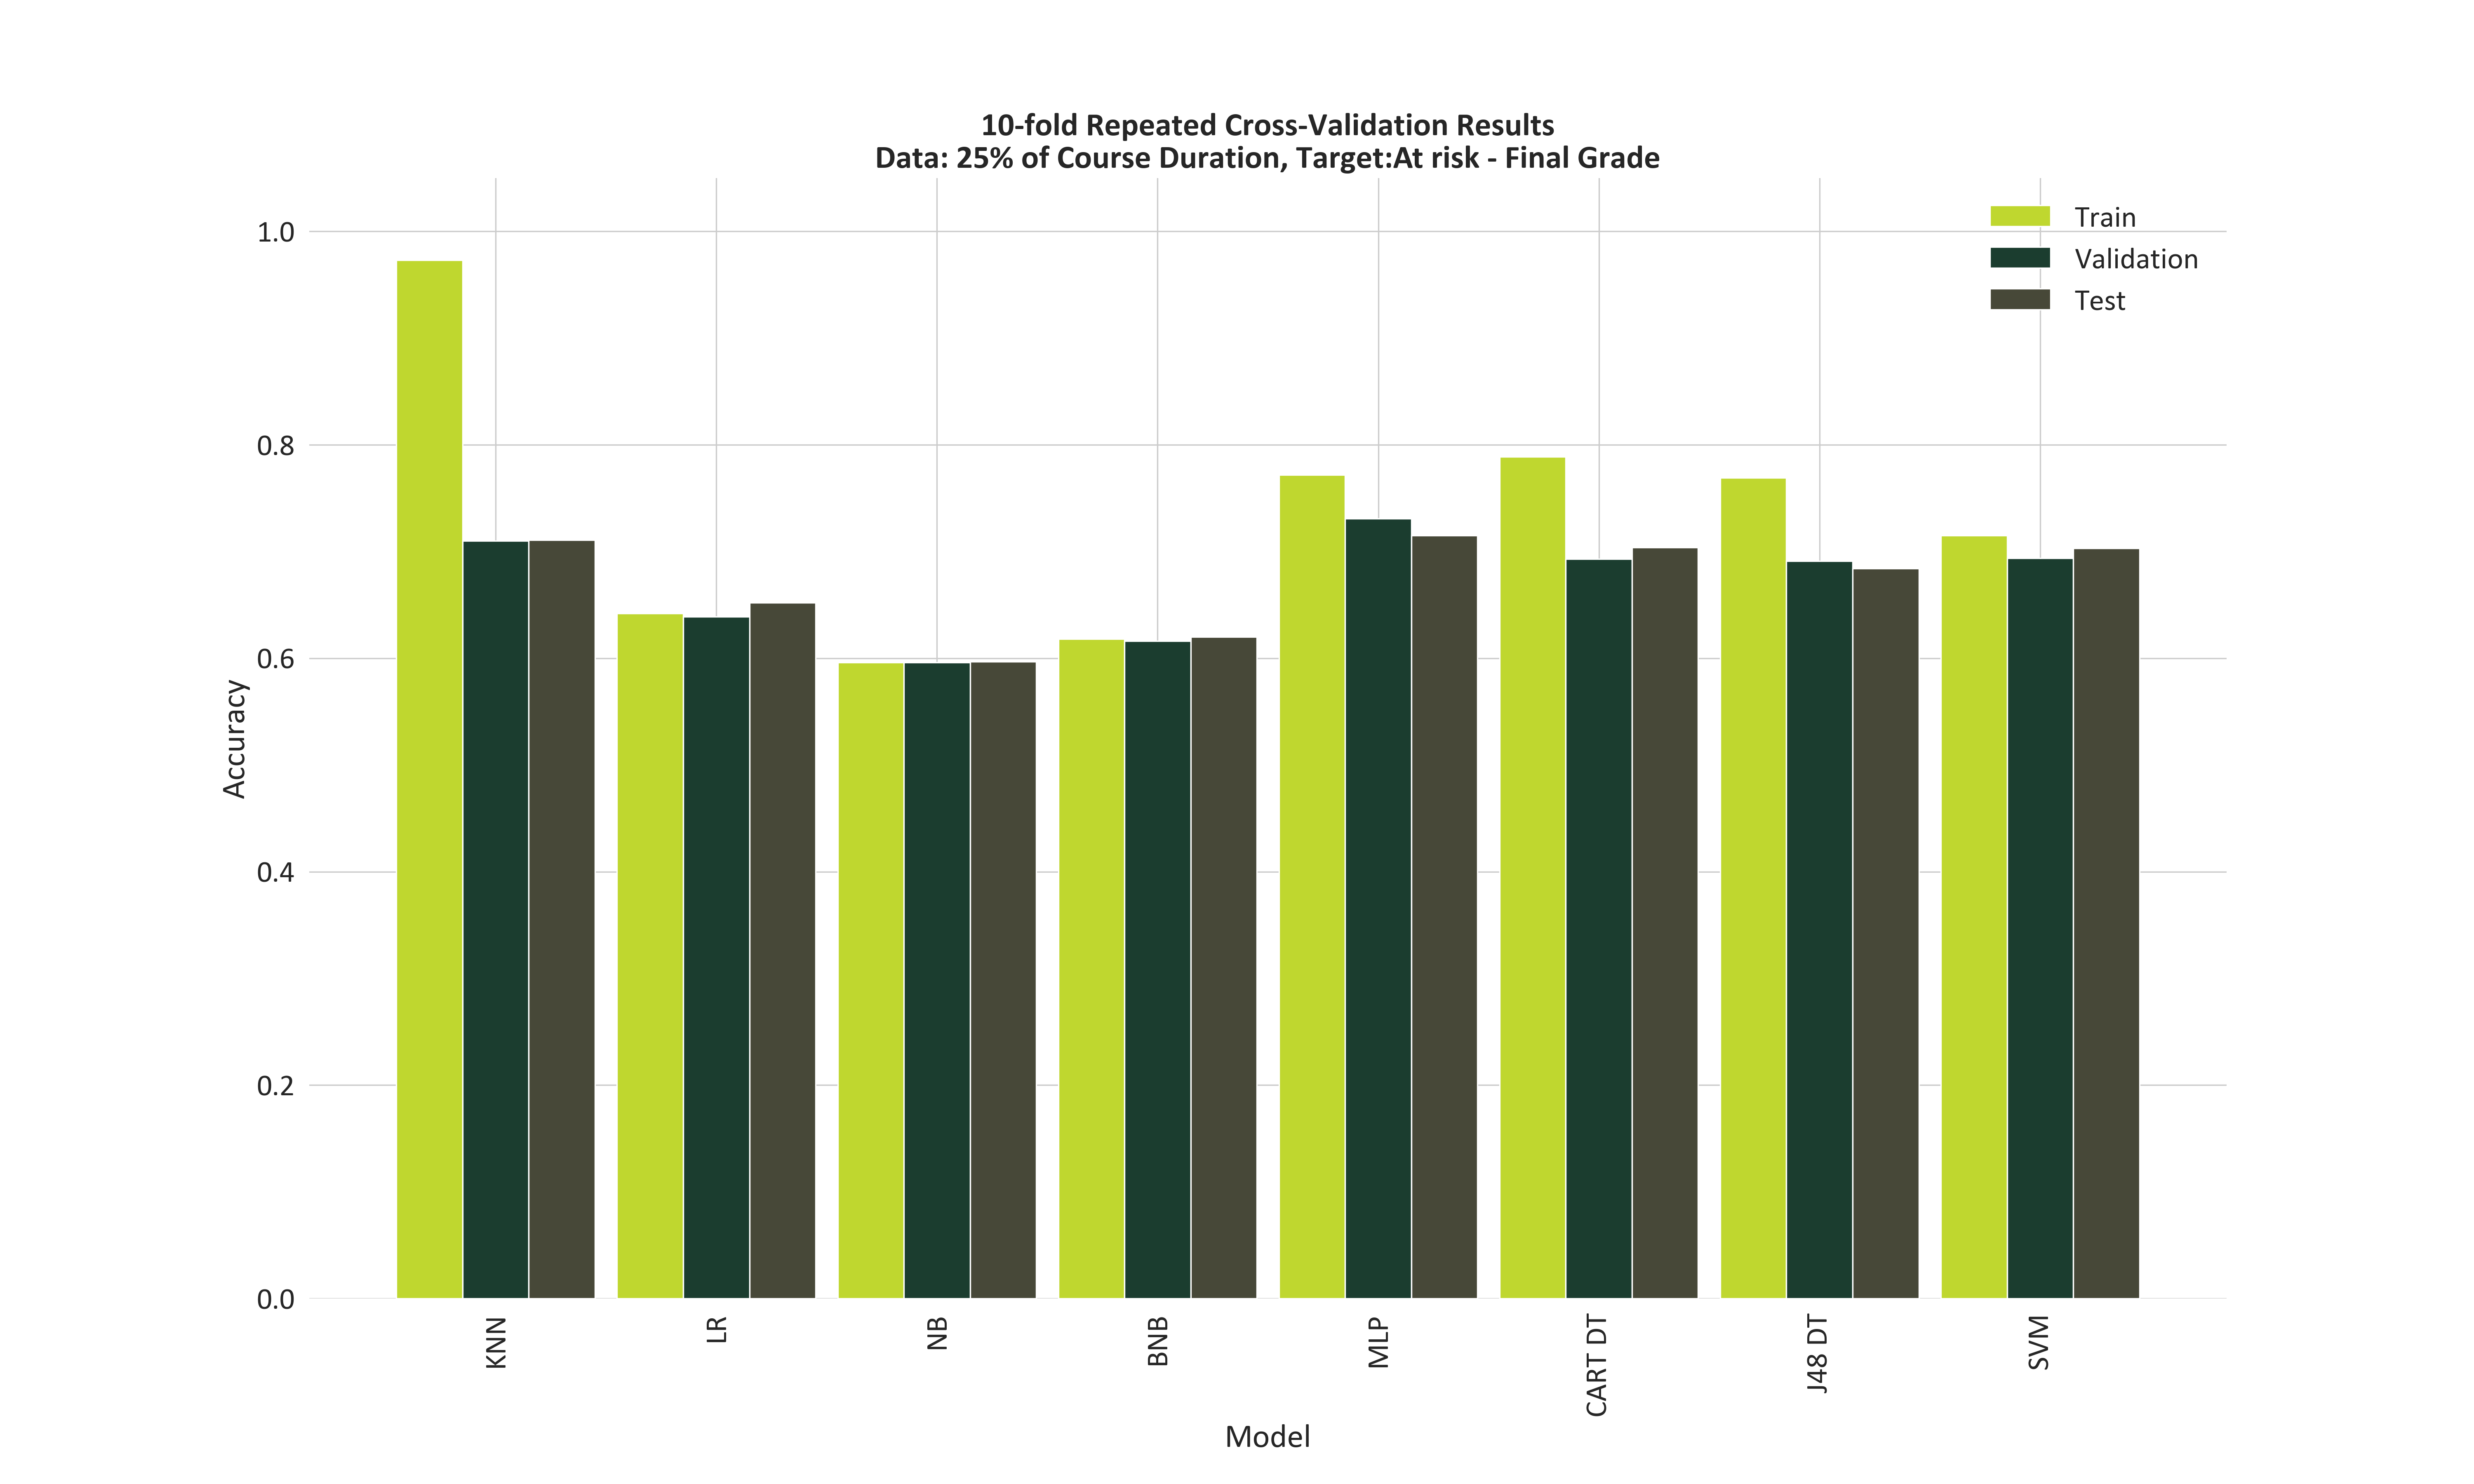 10-fold Repeated Cross-Validation Results
Data: 25% of Course Duration, Target:At risk - Final Grade
Train
Validation
Test
1.0
0.8
0.6
0.4
0.2
0.0
Accuracy
KNN
LR
NB
BNB
MLP
CART DT
J48 DT
SVM
Model